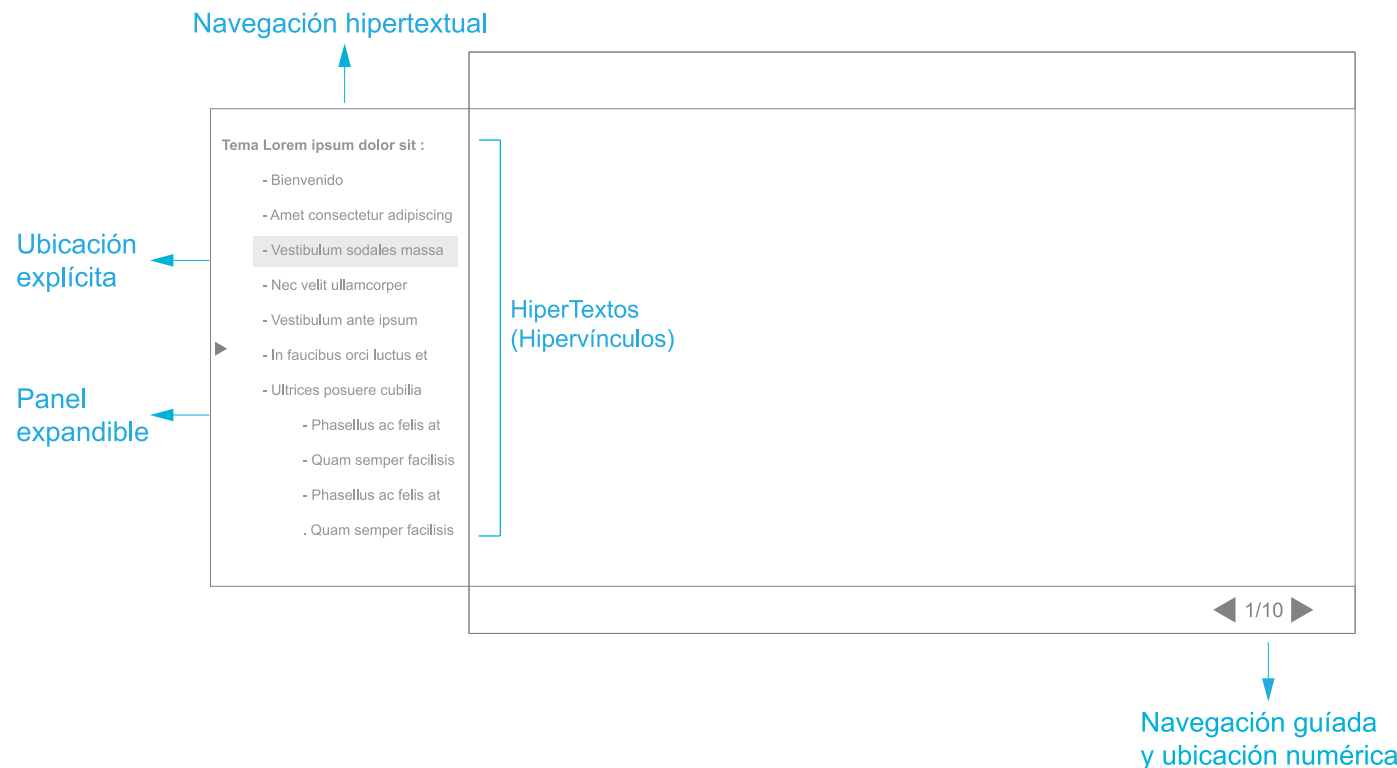 Navegación hipertextual
Tema Lorem ipsum dolor sit :
- Bienvenido
- Amet consectetur adipiscing
- Vestibulum sodales massa
- Nec velit ullamcorper
- Vestibulum ante ipsum
- In faucibus orci luctus et
- Ultrices posuere cubilia
- Phasellus ac felis at
- Quam semper facilisis
- Phasellus ac felis at
. Quam semper facilisis
Ubicación
explícita
Panel
expandible
HiperTextos
(Hipervínculos)
1/10
Navegación guíada
y ubicación numérica